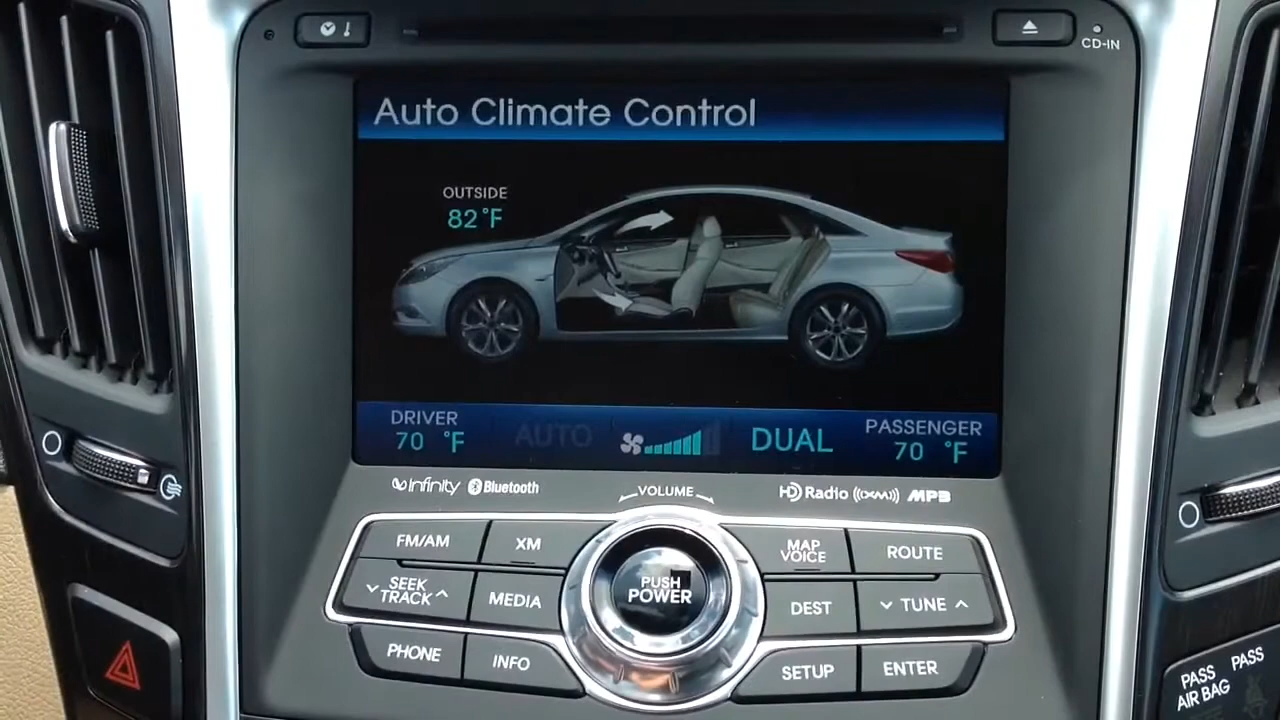 CD-IN
Auto Climate Control
OUTSIDE
82°F
DRIVER
70 °F
AUTO
DUAL
PASSENGER
70 °F
Infinity
Bluetooth
VOLUME
HD Radio
((XM))
MP3
FM/AM
XM
SEEK
TRACK
MEDIA
PHONE
INFO
PUSH
POWER
MAP
VOICE
ROUTE
DEST
TUNE
SETUP
ENTER
PASS
AIR BAG
PASS